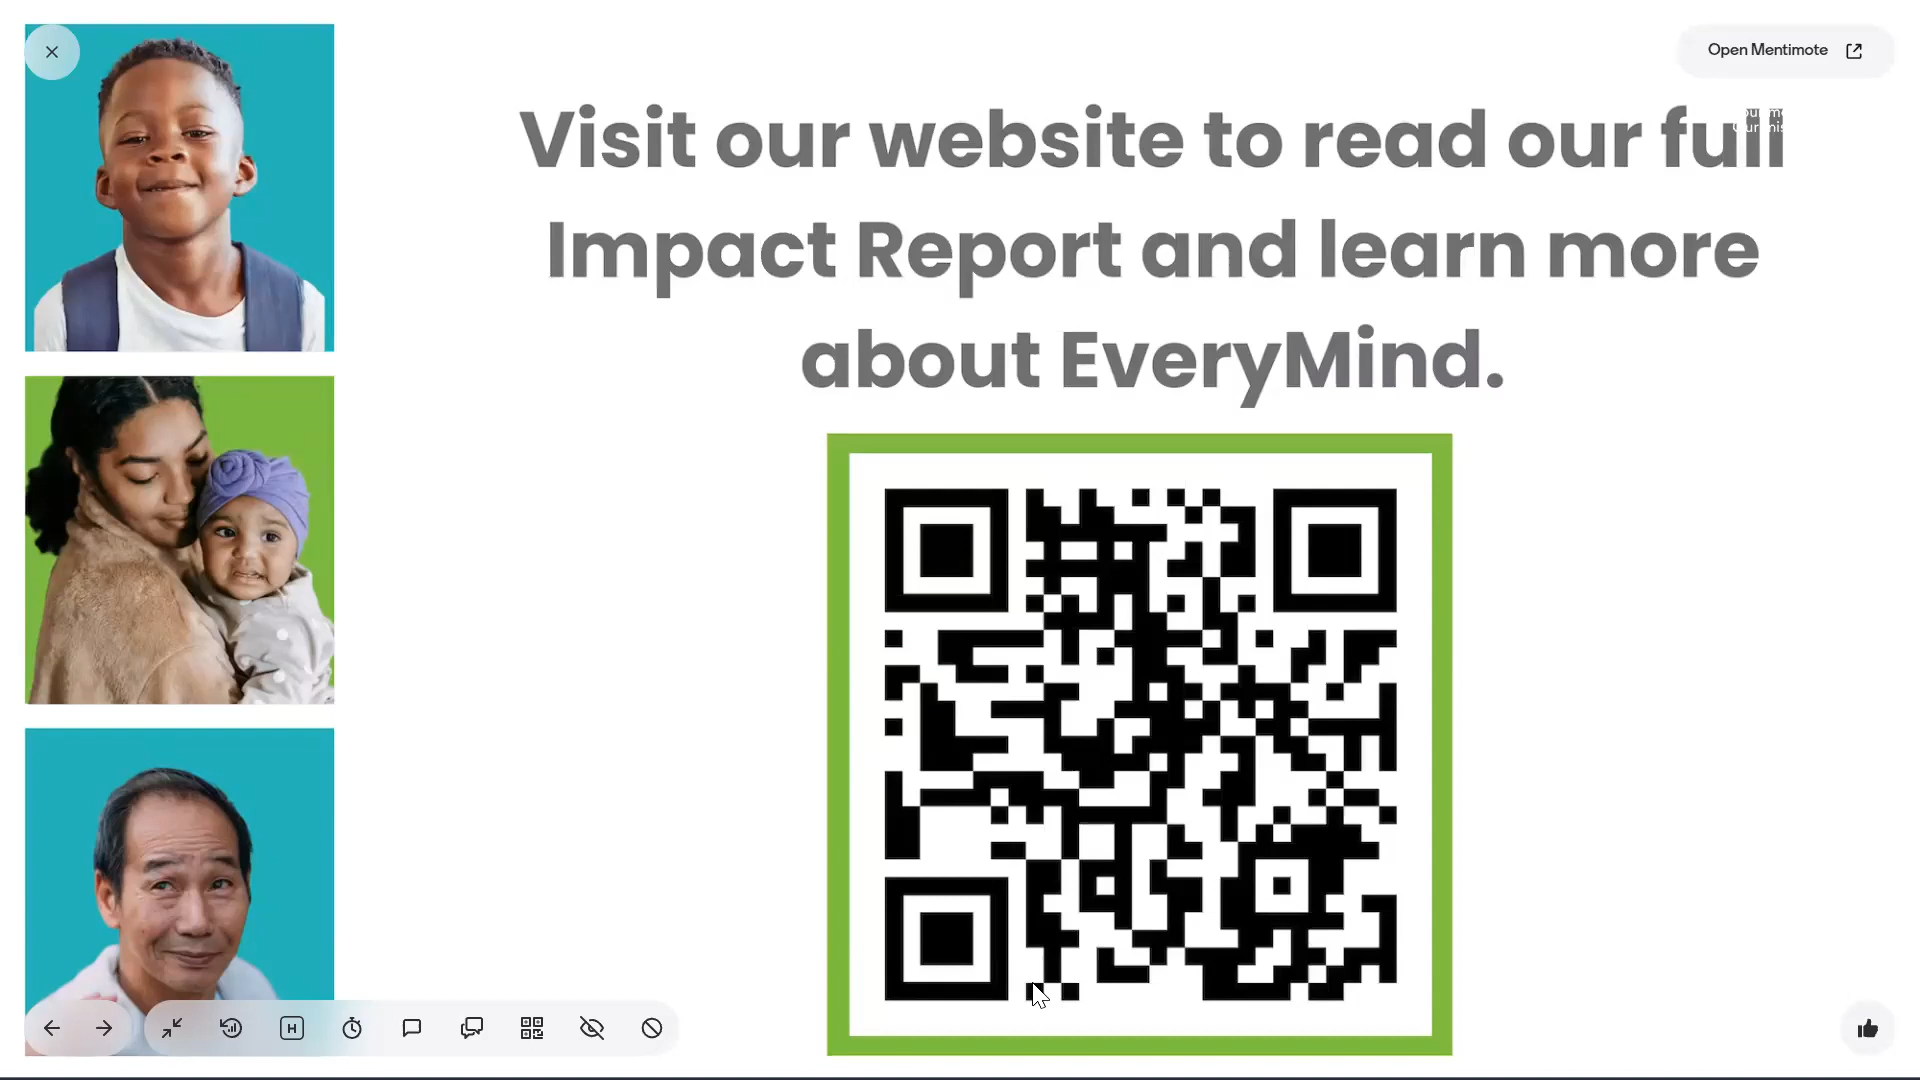 Open Mentimote
Visit our website to read our full
Impact Report and learn more
about EveryMind.
H